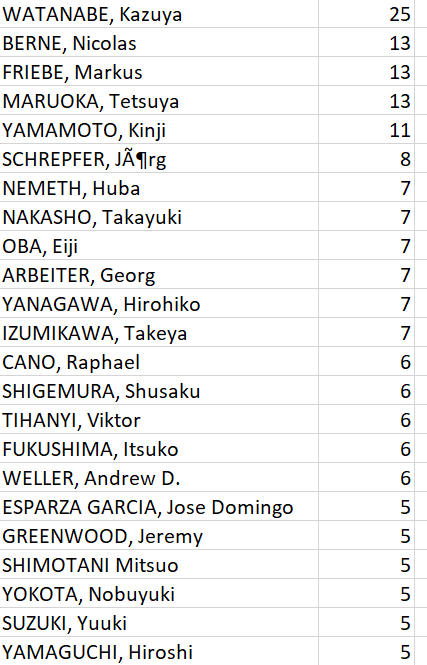 WATANABE, Kazuya 25
BERNE, Nicolas 13
FRIEBE, Markus 13
MARUOKA, Tetsuya 13
YAMAMOTO, Kinji 11
SCHREPFER, JÃ¶rg 8
NEMETH, Huba 7
NAKASHO, Takayuki 7
OBA, Eiji 7
ARBEITER, Georg 7
YANAGAWA, Hirohiko 7
IZUMIKAWA, Takeya 7
CANO, Raphael 6
SHIGEMURA, Shusaku 6
TIHANYI, Viktor 6
FUKUSHIMA, Itsuko 6
WELLER, Andrew D. 6
ESPARZA GARCIA, Jose Domingo 5
GREENWOOD, Jeremy 5
SHIMOTANI Mitsuo 5
YOKOTA, Nobuyuki 5
SUZUKI, Yuuki 5
YAMAGUCHI, Hiroshi 5